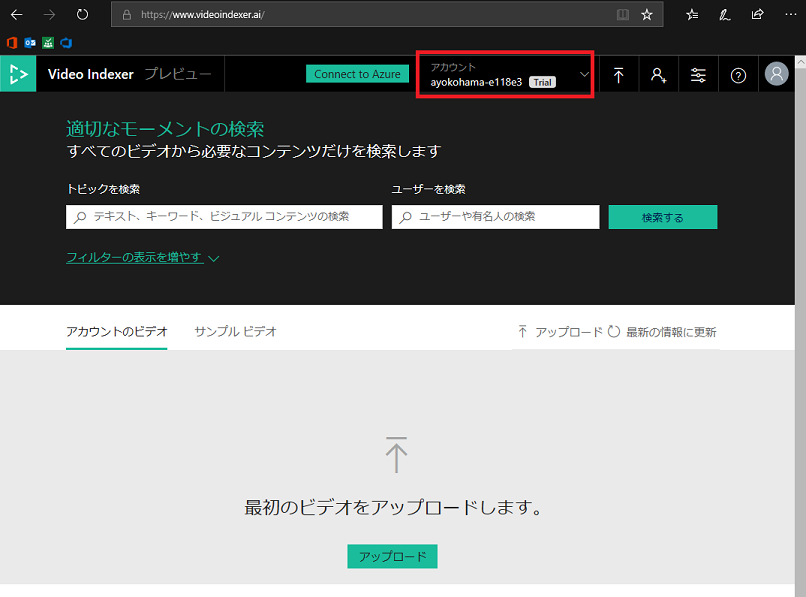 https://www.videoindexer.ai/
Video Indexer プレビュー
Connect to Azure
アカウント
ayokohama-e118e3 Trial
適切なモーメントの検索
すべてのビデオから必要なコンテンツだけを検索します
トピックを検索 ユーザーを検索
テキスト、キーワード、ビジュアル コンテンツの検索 ユーザーや有名人の検索 検索する
フィルターの表示を増やす
アカウントのビデオ サンプル ビデオ アップロード 最新の情報に更新
最初のビデオをアップロードします。
アップロード